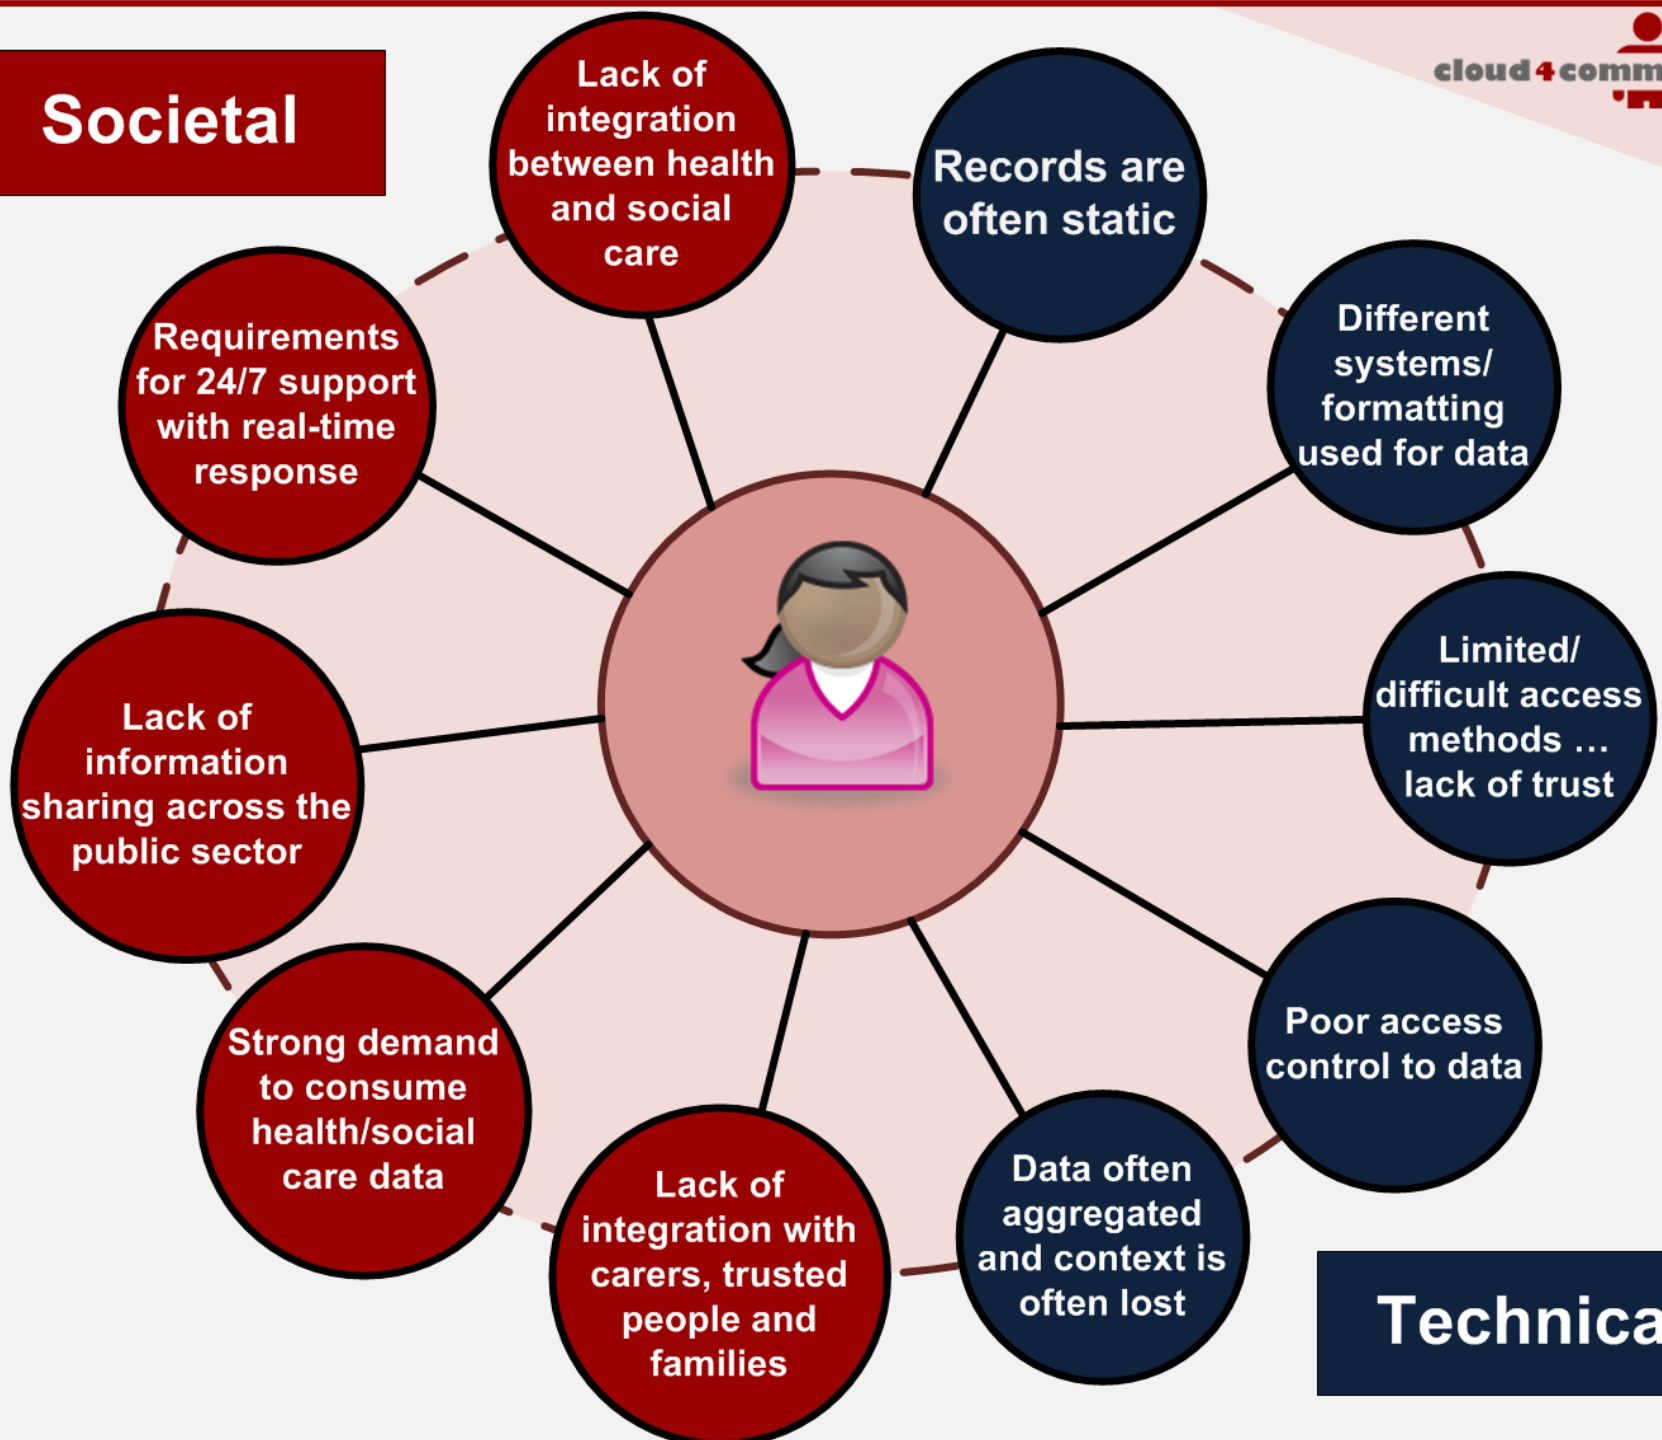 Societal
cloud4comm
Lack of
integration
between health
and social
care
Records are
often static
Different
systems/
formatting
used for data
Limited/
difficult access
methods ...
lack of trust
Poor access
control to data
Data often
aggregated
and context is
often lost
Lack of
integration with
carers, trusted
people and
families
Strong demand
to consume
health/social
care data
Lack of
information
sharing across the
public sector
Requirements
for 24/7 support
with real-time
response
Technica